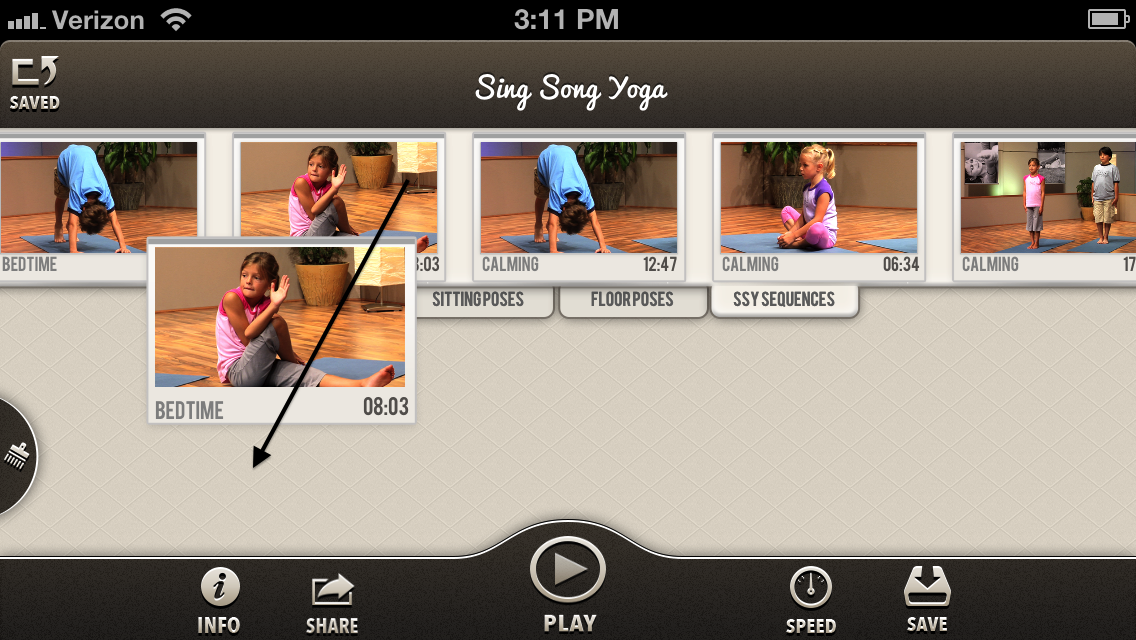 Verizon 3:11 PM
SAVED
Sing Song Yoga
BEDTIME
8:03
CALMING 12:47
CALMING 06:34
CALMING 17
SITTING POSES
FLOOR POSES
SSY SEQUENCES
BEDTIME 08:03
INFO
SHARE
PLAY
SPEED
SAVE